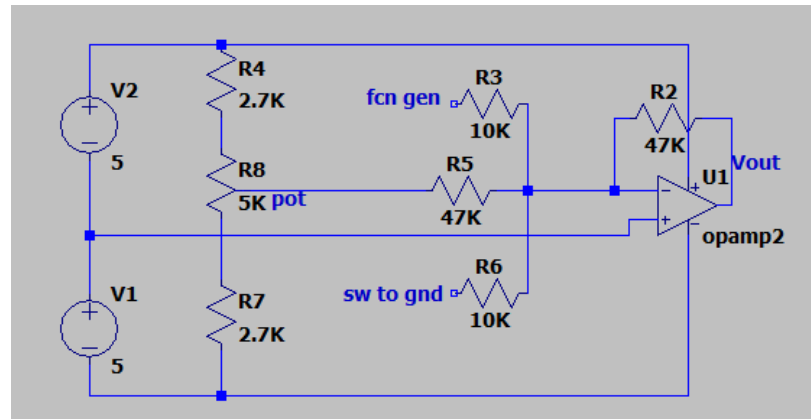 R4
2.7K
V2
5
fcn gen
R3
10K
R2
47K
Vout
R8
5K
pot
R5
47K
U1
opamp2
V1
5
R7
2.7K
sw to gnd
R6
10K